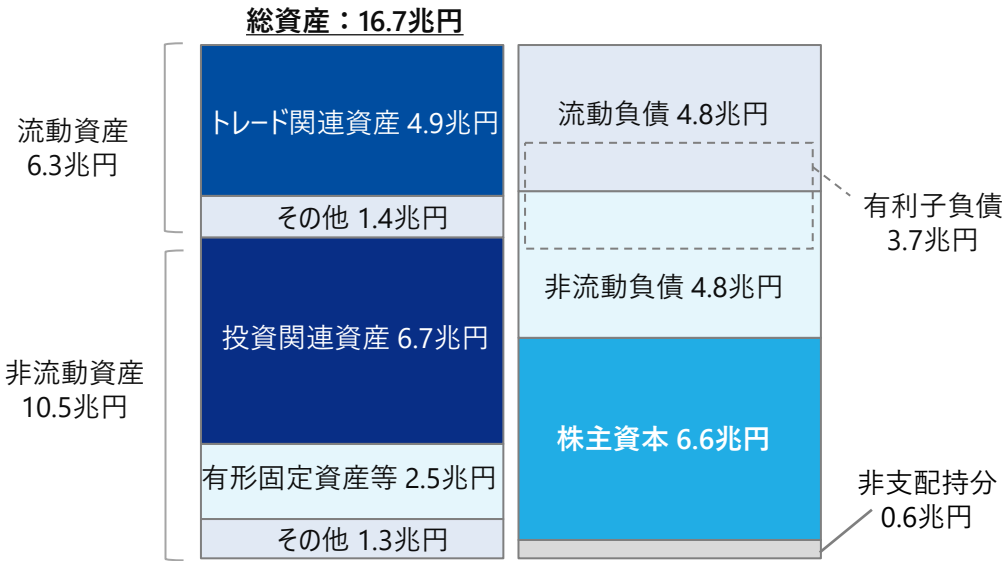 総資産：16.7兆円
流動資産
6.3兆円
トレード関連資産 4.9兆円
その他 1.4兆円
非流動資産
10.5兆円
投資関連資産 6.7兆円
有形固定資産等 2.5兆円
その他 1.3兆円
流動負債 4.8兆円
有利子負債
3.7兆円
非流動負債 4.8兆円
株主資本 6.6兆円
非支配持分
0.6兆円